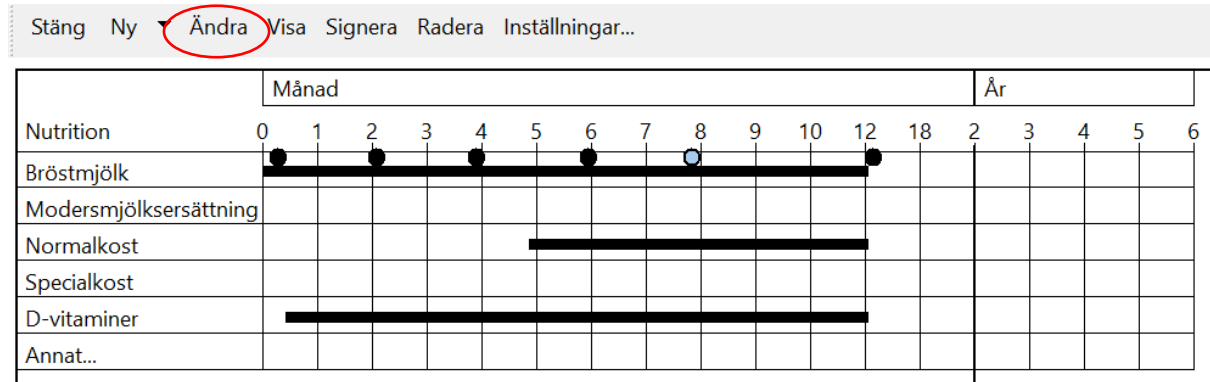 Stäng Ny Ändra Visa Signera Radera Inställningar...
Månad År
Nutrition 0 1 2 3 4 5 6 7 8 9 10 12 18 2 3 4 5 6
Bröstmjölk
Modersmjölksersättning
Normalkost
Specialkost
D-vitaminer
Annat...